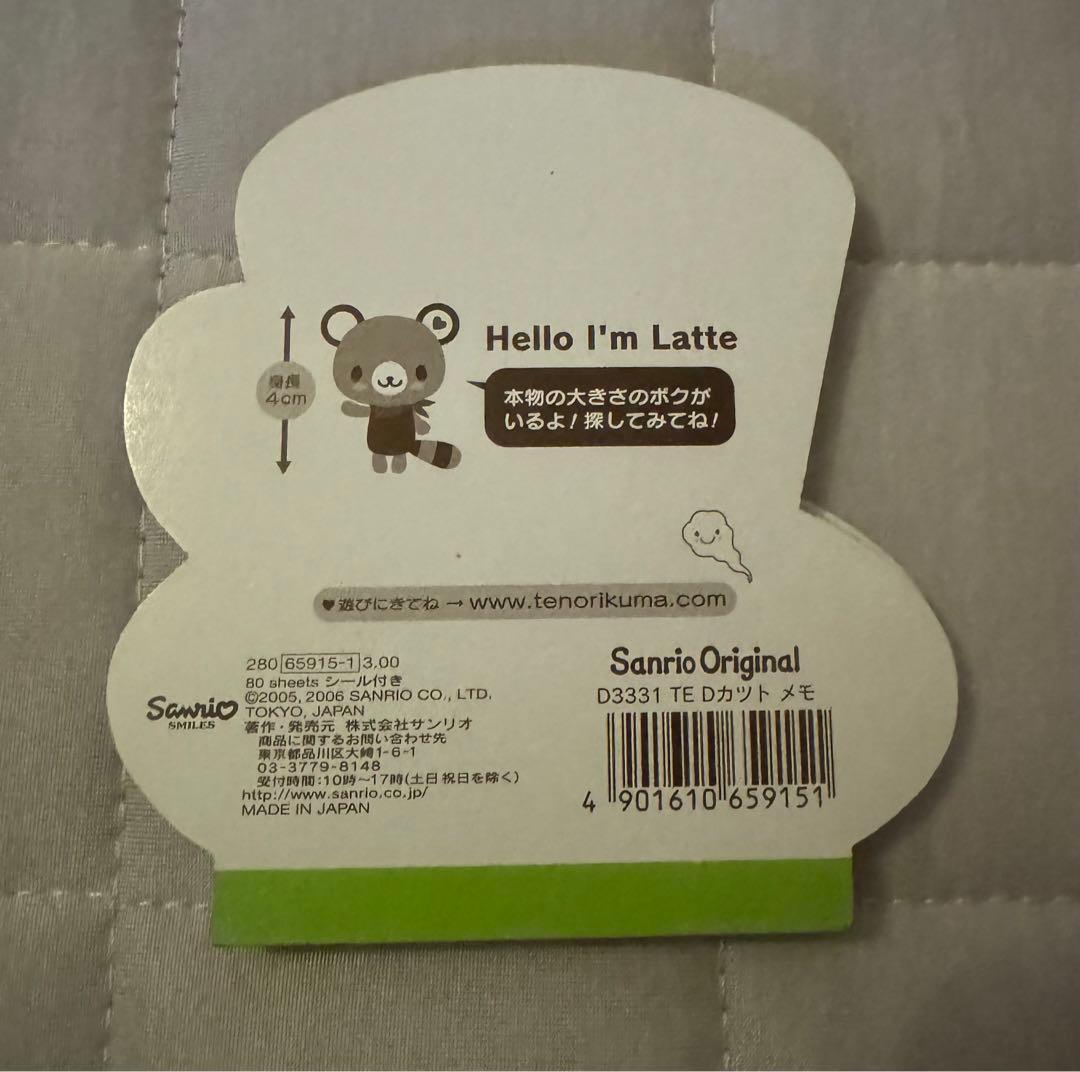 Hello I'm Latte
身長
4cm
本物の大きさのボクが
いるよ!探してみてね!
♥遊びにきてね → www.tenorikuma.com
280 65915-1 3,00
80 sheets シール付き
©2005, 2006 SANRIO CO., LTD.
TOKYO, JAPAN
著作・発売元 株式会社サンリオ
商品に関するお問い合わせ先
東京都品川区大崎1-6-1
03-3779-8148
受付時間:10時~17時(土日祝日を除く)
http://www.sanrio.co.jp/
MADE IN JAPAN
Sanrio
SMILES
Sanrio Original
D3331 TE Dカツト メモ
4 901610 659151